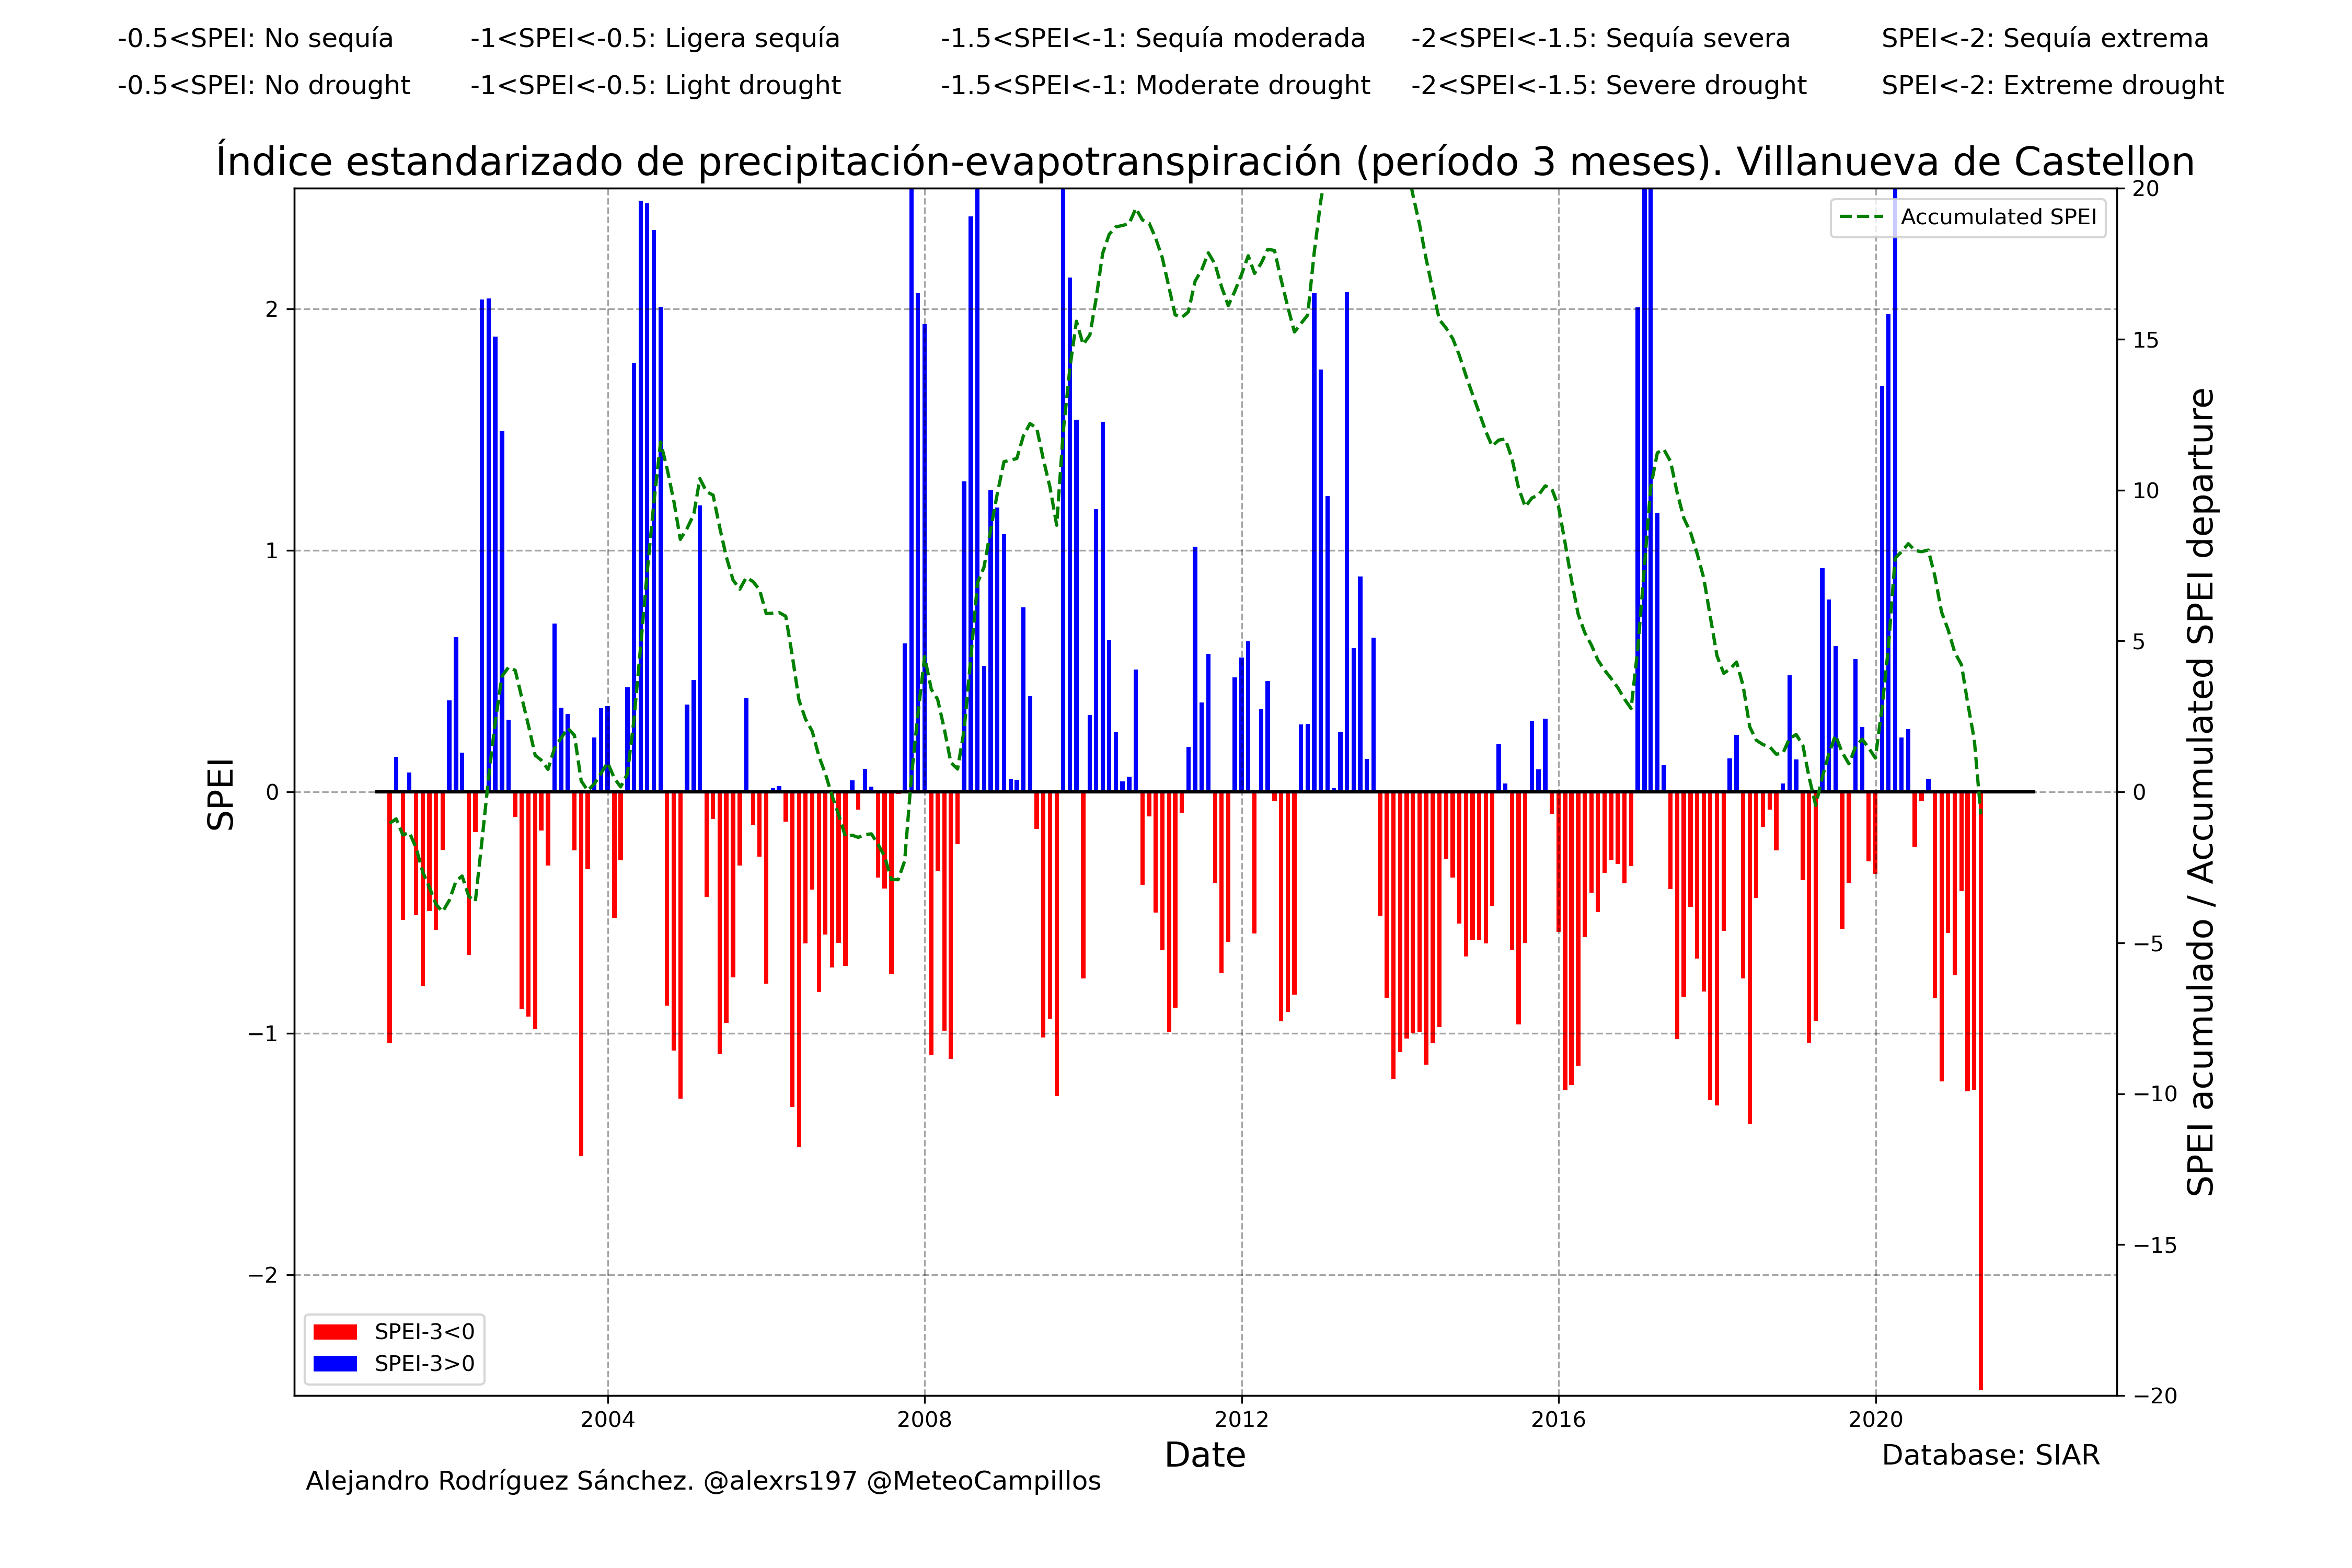 -0.5<SPEI: No sequía -1<SPEI<-0.5: Ligera sequía -1.5<SPEI<-1: Sequía moderada -2<SPEI<-1.5: Sequía severa SPEI<-2: Sequía extrema
-0.5<SPEI: No drought -1<SPEI<-0.5: Light drought -1.5<SPEI<-1: Moderate drought -2<SPEI<-1.5: Severe drought SPEI<-2: Extreme drought
Índice estandarizado de precipitación-evapotranspiración (período 3 meses). Villanueva de Castellon
Accumulated SPEI
SPEI
2
1
0
−1
−2
20
15
10
5
0
−5
−10
−15
−20
SPEI acumulado / Accumulated SPEI departure
SPEI-3<0
SPEI-3>0
2004 2008 2012 2016 2020
Date
Database: SIAR
Alejandro Rodríguez Sánchez. @alexrs197 @MeteoCampillos